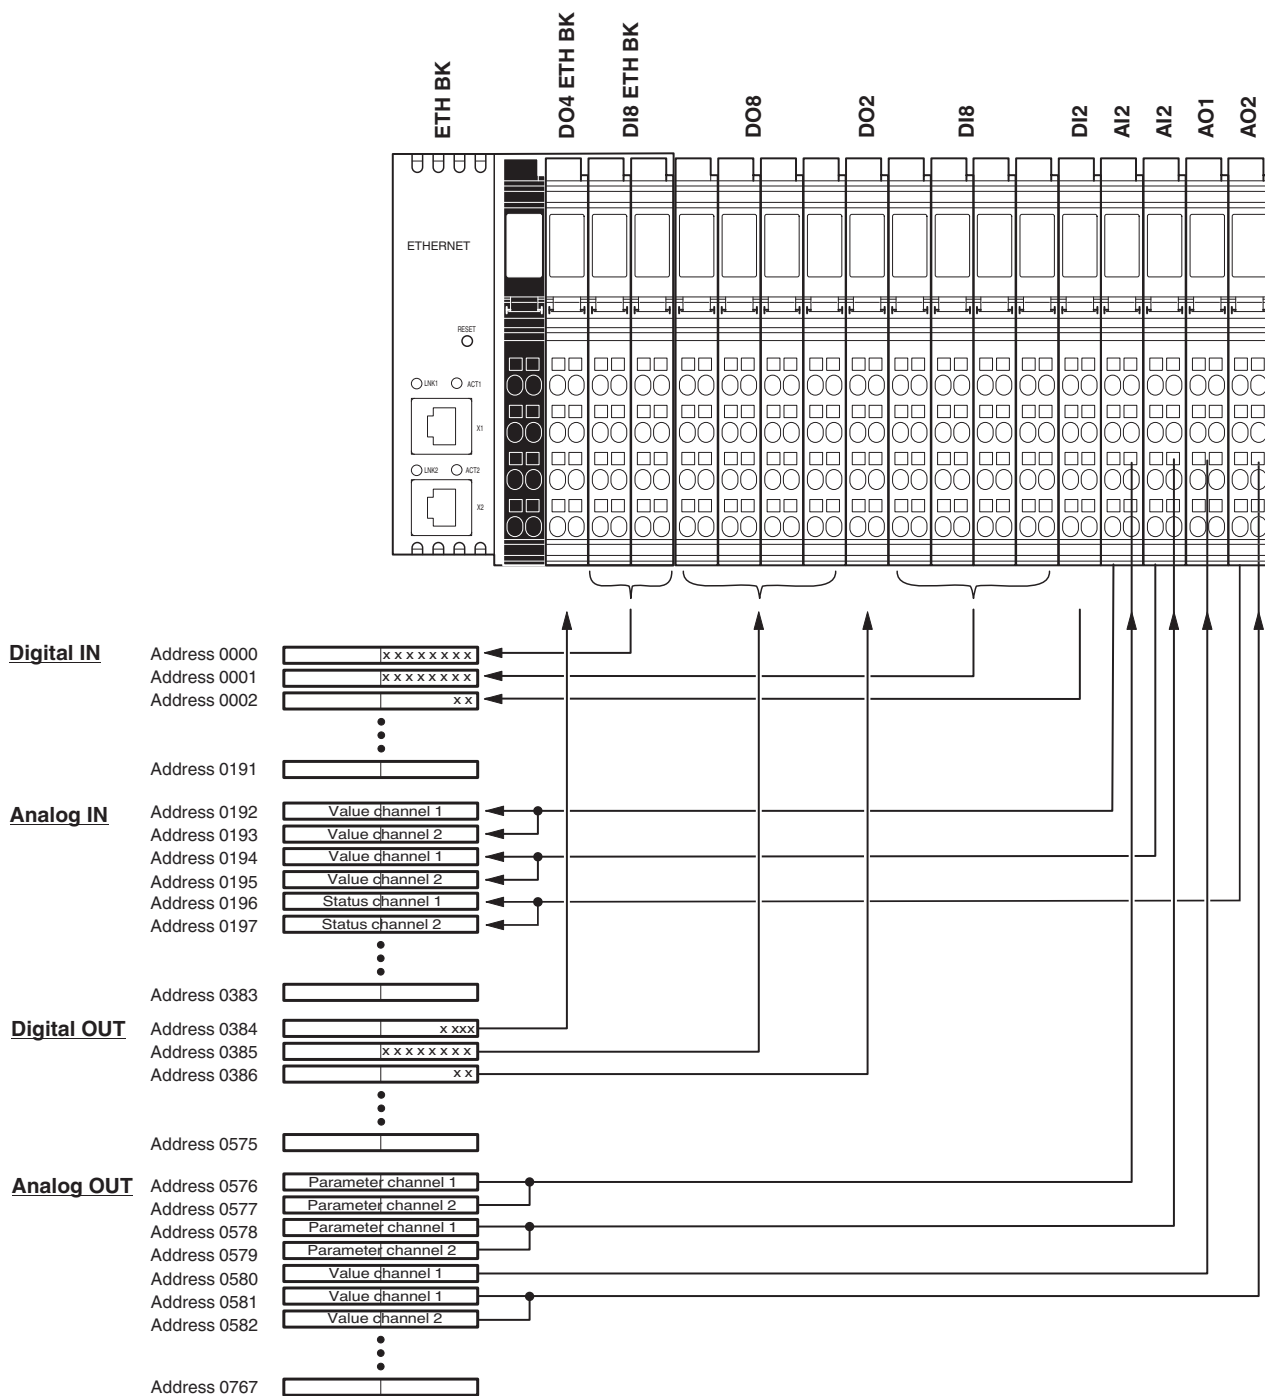 ETH BK
DO4 ETH BK
DI8 ETH BK
DO8
DO2
DI8
DI2
AI2
AI2
AO1
AO2
ETHERNET
RESET
LNK1 ACT1
X1
LNK2 ACT2
X2
Digital IN
Address 0000 x x x x x x x x
Address 0001 x x x x x x x x
Address 0002 x x
Address 0191
Analog IN
Address 0192 Value channel 1
Address 0193 Value channel 2
Address 0194 Value channel 1
Address 0195 Value channel 2
Address 0196 Status channel 1
Address 0197 Status channel 2
Address 0383
Digital OUT
Address 0384 x xxx
Address 0385 x x x x x x x x
Address 0386 x x
Address 0575
Analog OUT
Address 0576 Parameter channel 1
Address 0577 Parameter channel 2
Address 0578 Parameter channel 1
Address 0579 Parameter channel 2
Address 0580 Value channel 1
Address 0581 Value channel 1
Address 0582 Value channel 2
Address 0767